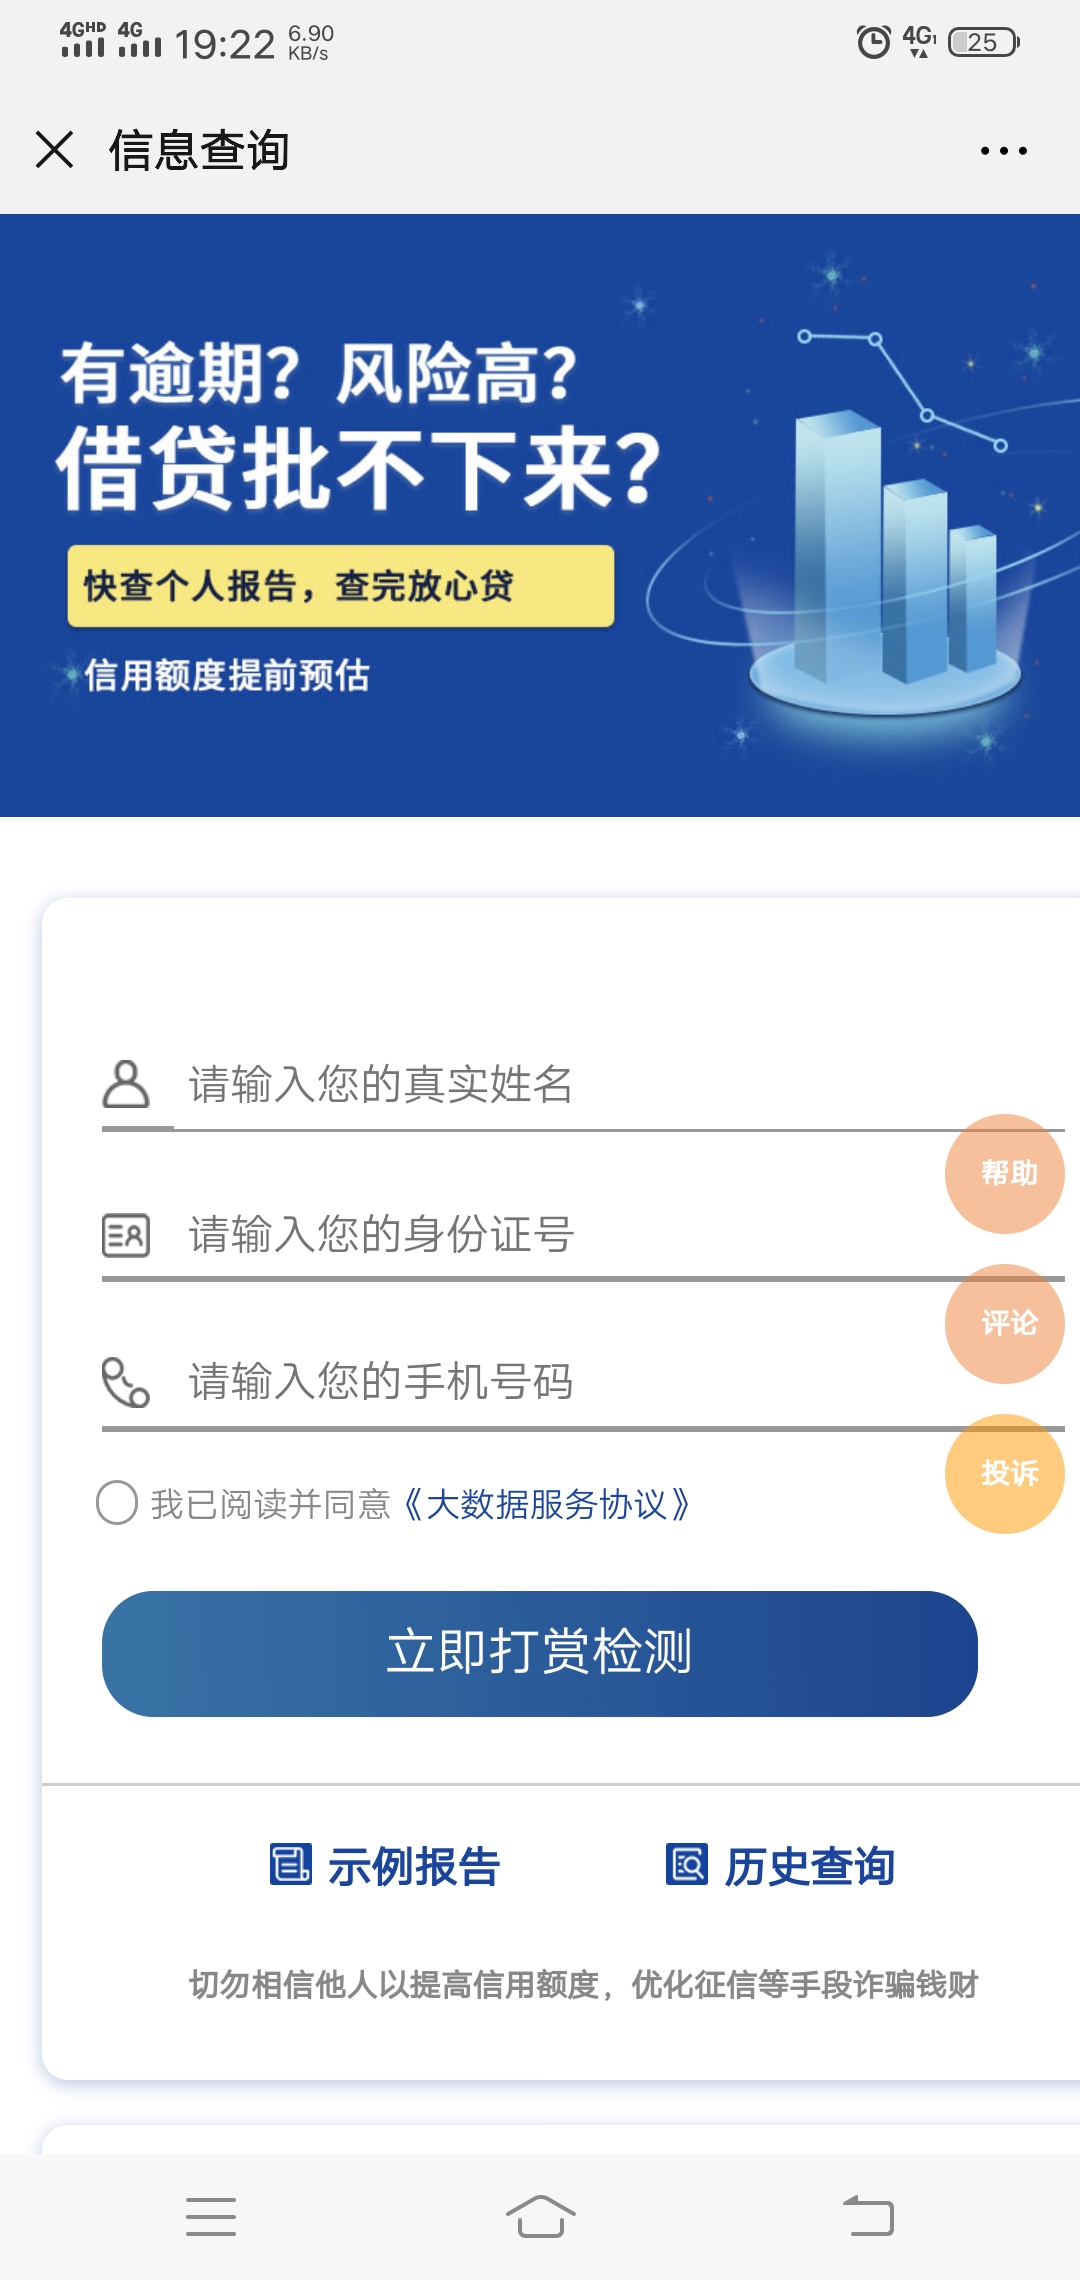 4GHD 4G 19:22 6.90 KB/s 4G1 25
信息查询
有逾期？风险高？
借贷批不下来？
快查个人报告，查完放心贷
信用额度提前预估
请输入您的真实姓名
帮助
请输入您的身份证号
评论
请输入您的手机号码
投诉
我已阅读并同意《大数据服务协议》
立即打赏检测
示例报告 历史查询
切勿相信他人以提高信用额度，优化征信等手段诈骗钱财